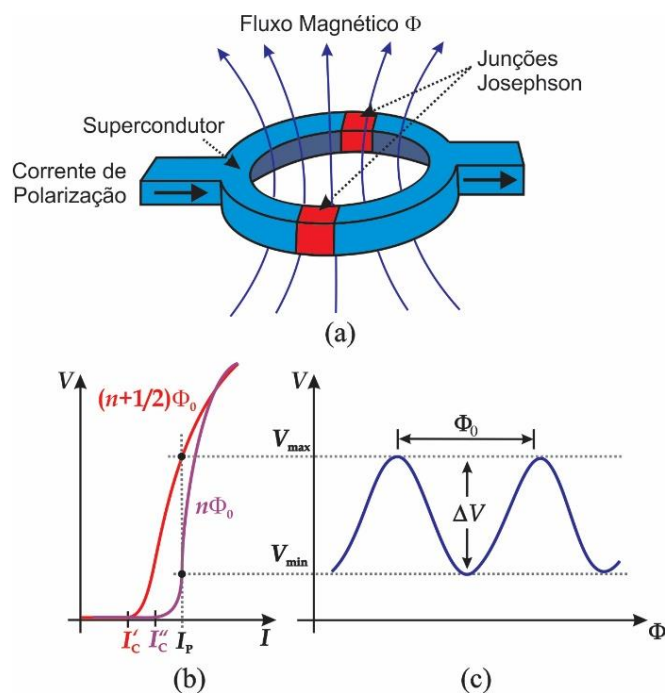 Fluxo Magnético Φ
Junções
Josephson
Supercondutor
Corrente de
Polarização
(a)
V
(n+1/2)Φ₀
nΦ₀
I'c I''c Iₚ I
(b)
V
Vmax
Φ₀
ΔV
Vmin
Φ
(c)